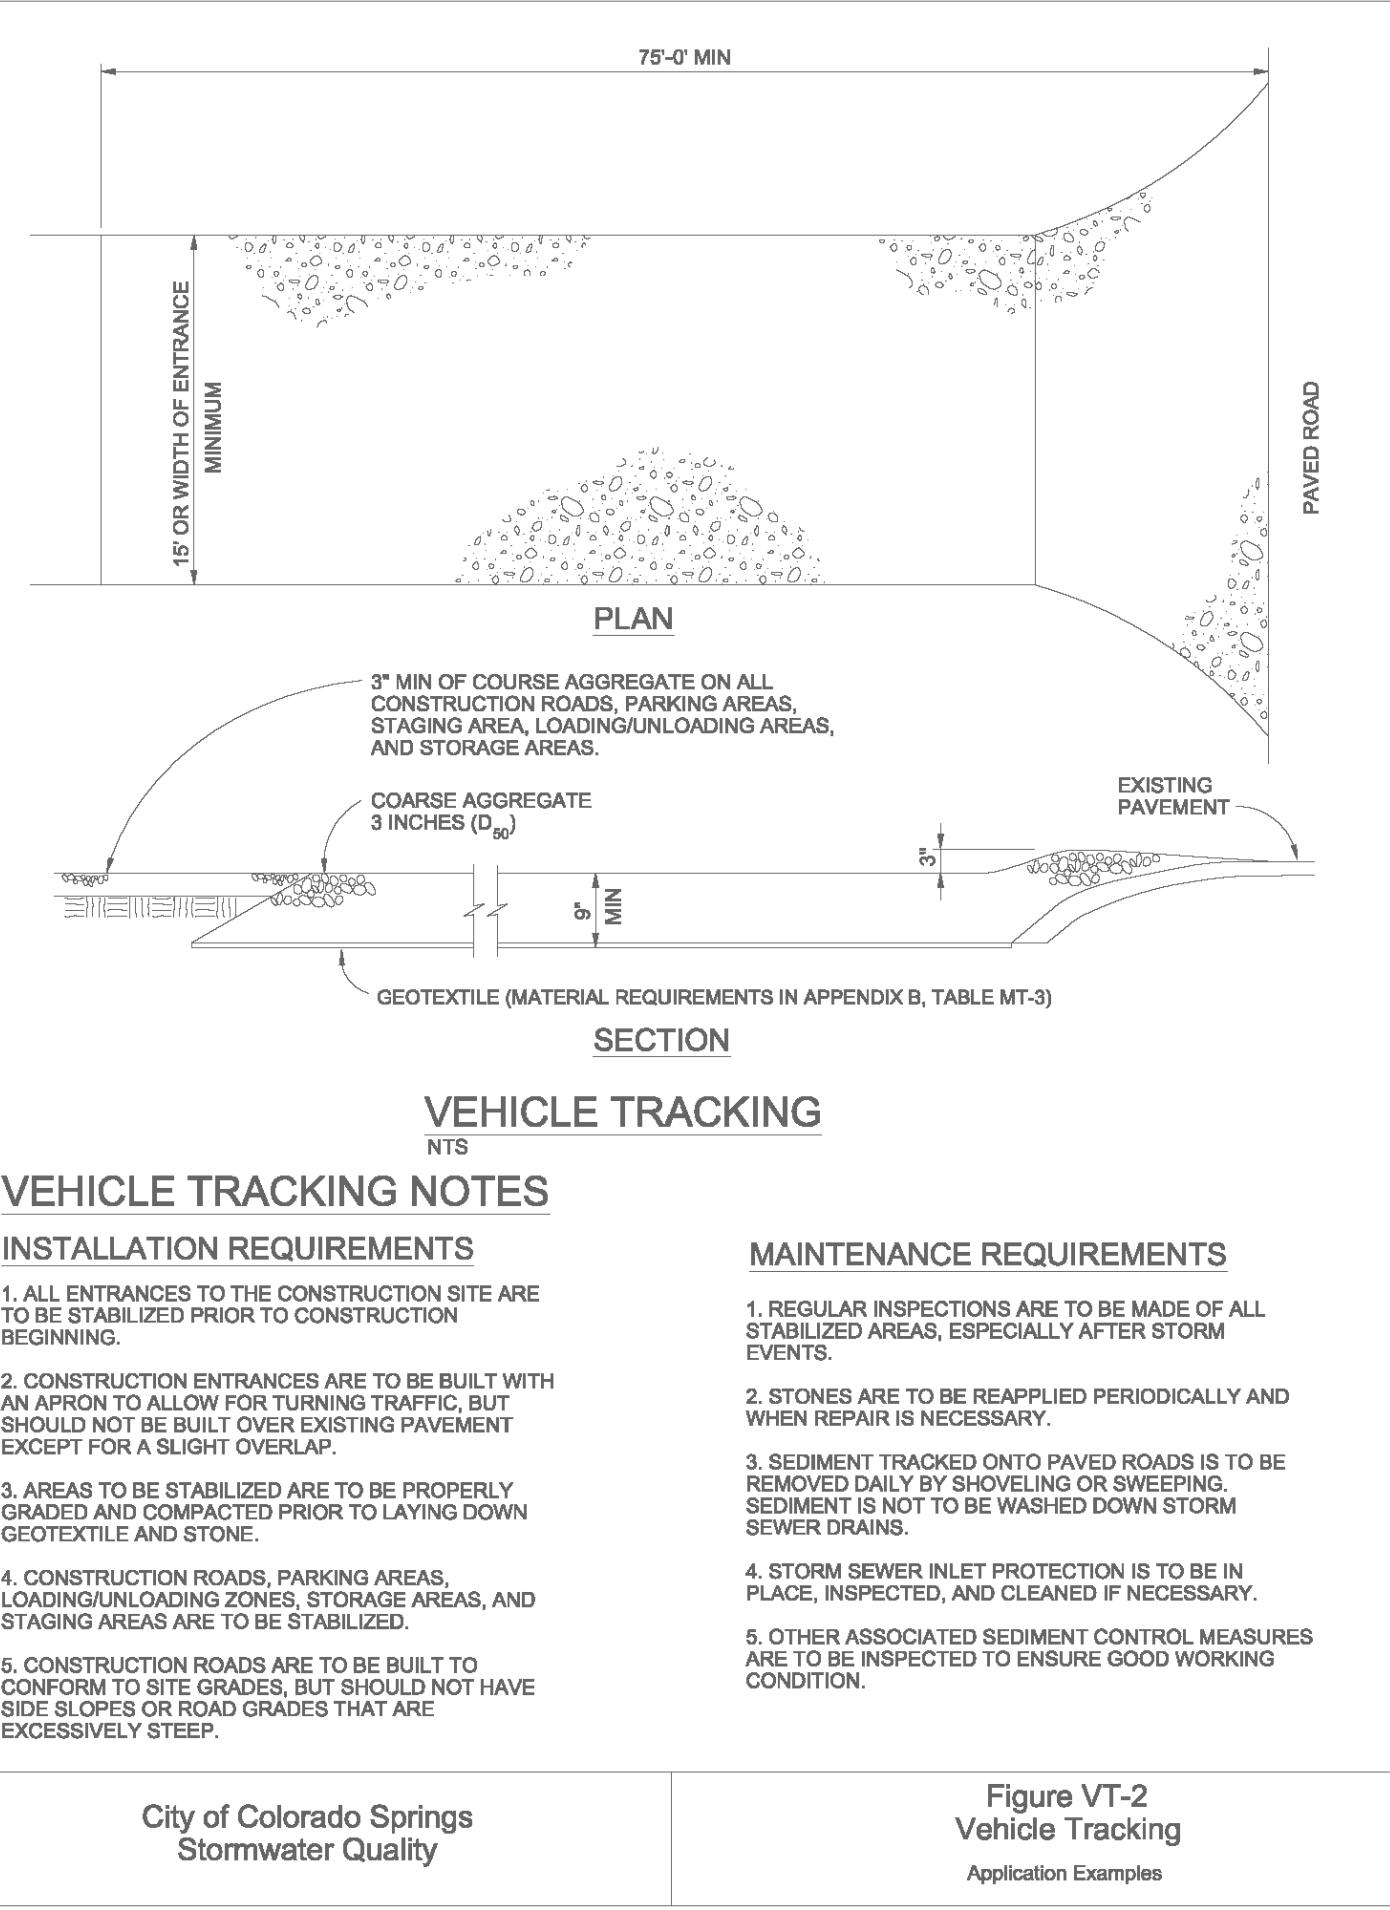 75'-0' MIN
15' OR WIDTH OF ENTRANCE
MINIMUM
PAVED ROAD
PLAN
3" MIN OF COURSE AGGREGATE ON ALL
CONSTRUCTION ROADS, PARKING AREAS,
STAGING AREA, LOADING/UNLOADING AREAS,
AND STORAGE AREAS.
COARSE AGGREGATE
3 INCHES (D50)
EXISTING
PAVEMENT
3"
9"
MIN
GEOTEXTILE (MATERIAL REQUIREMENTS IN APPENDIX B, TABLE MT-3)
SECTION
VEHICLE TRACKING
NTS
VEHICLE TRACKING NOTES
INSTALLATION REQUIREMENTS
1. ALL ENTRANCES TO THE CONSTRUCTION SITE ARE
TO BE STABILIZED PRIOR TO CONSTRUCTION
BEGINNING.
2. CONSTRUCTION ENTRANCES ARE TO BE BUILT WITH
AN APRON TO ALLOW FOR TURNING TRAFFIC, BUT
SHOULD NOT BE BUILT OVER EXISTING PAVEMENT
EXCEPT FOR A SLIGHT OVERLAP.
3. AREAS TO BE STABILIZED ARE TO BE PROPERLY
GRADED AND COMPACTED PRIOR TO LAYING DOWN
GEOTEXTILE AND STONE.
4. CONSTRUCTION ROADS, PARKING AREAS,
LOADING/UNLOADING ZONES, STORAGE AREAS, AND
STAGING AREAS ARE TO BE STABILIZED.
5. CONSTRUCTION ROADS ARE TO BE BUILT TO
CONFORM TO SITE GRADES, BUT SHOULD NOT HAVE
SIDE SLOPES OR ROAD GRADES THAT ARE
EXCESSIVELY STEEP.
MAINTENANCE REQUIREMENTS
1. REGULAR INSPECTIONS ARE TO BE MADE OF ALL
STABILIZED AREAS, ESPECIALLY AFTER STORM
EVENTS.
2. STONES ARE TO BE REAPPLIED PERIODICALLY AND
WHEN REPAIR IS NECESSARY.
3. SEDIMENT TRACKED ONTO PAVED ROADS IS TO BE
REMOVED DAILY BY SHOVELING OR SWEEPING.
SEDIMENT IS NOT TO BE WASHED DOWN STORM
SEWER DRAINS.
4. STORM SEWER INLET PROTECTION IS TO BE IN
PLACE, INSPECTED, AND CLEANED IF NECESSARY.
5. OTHER ASSOCIATED SEDIMENT CONTROL MEASURES
ARE TO BE INSPECTED TO ENSURE GOOD WORKING
CONDITION.
City of Colorado Springs
Stormwater Quality
Figure VT-2
Vehicle Tracking
Application Examples